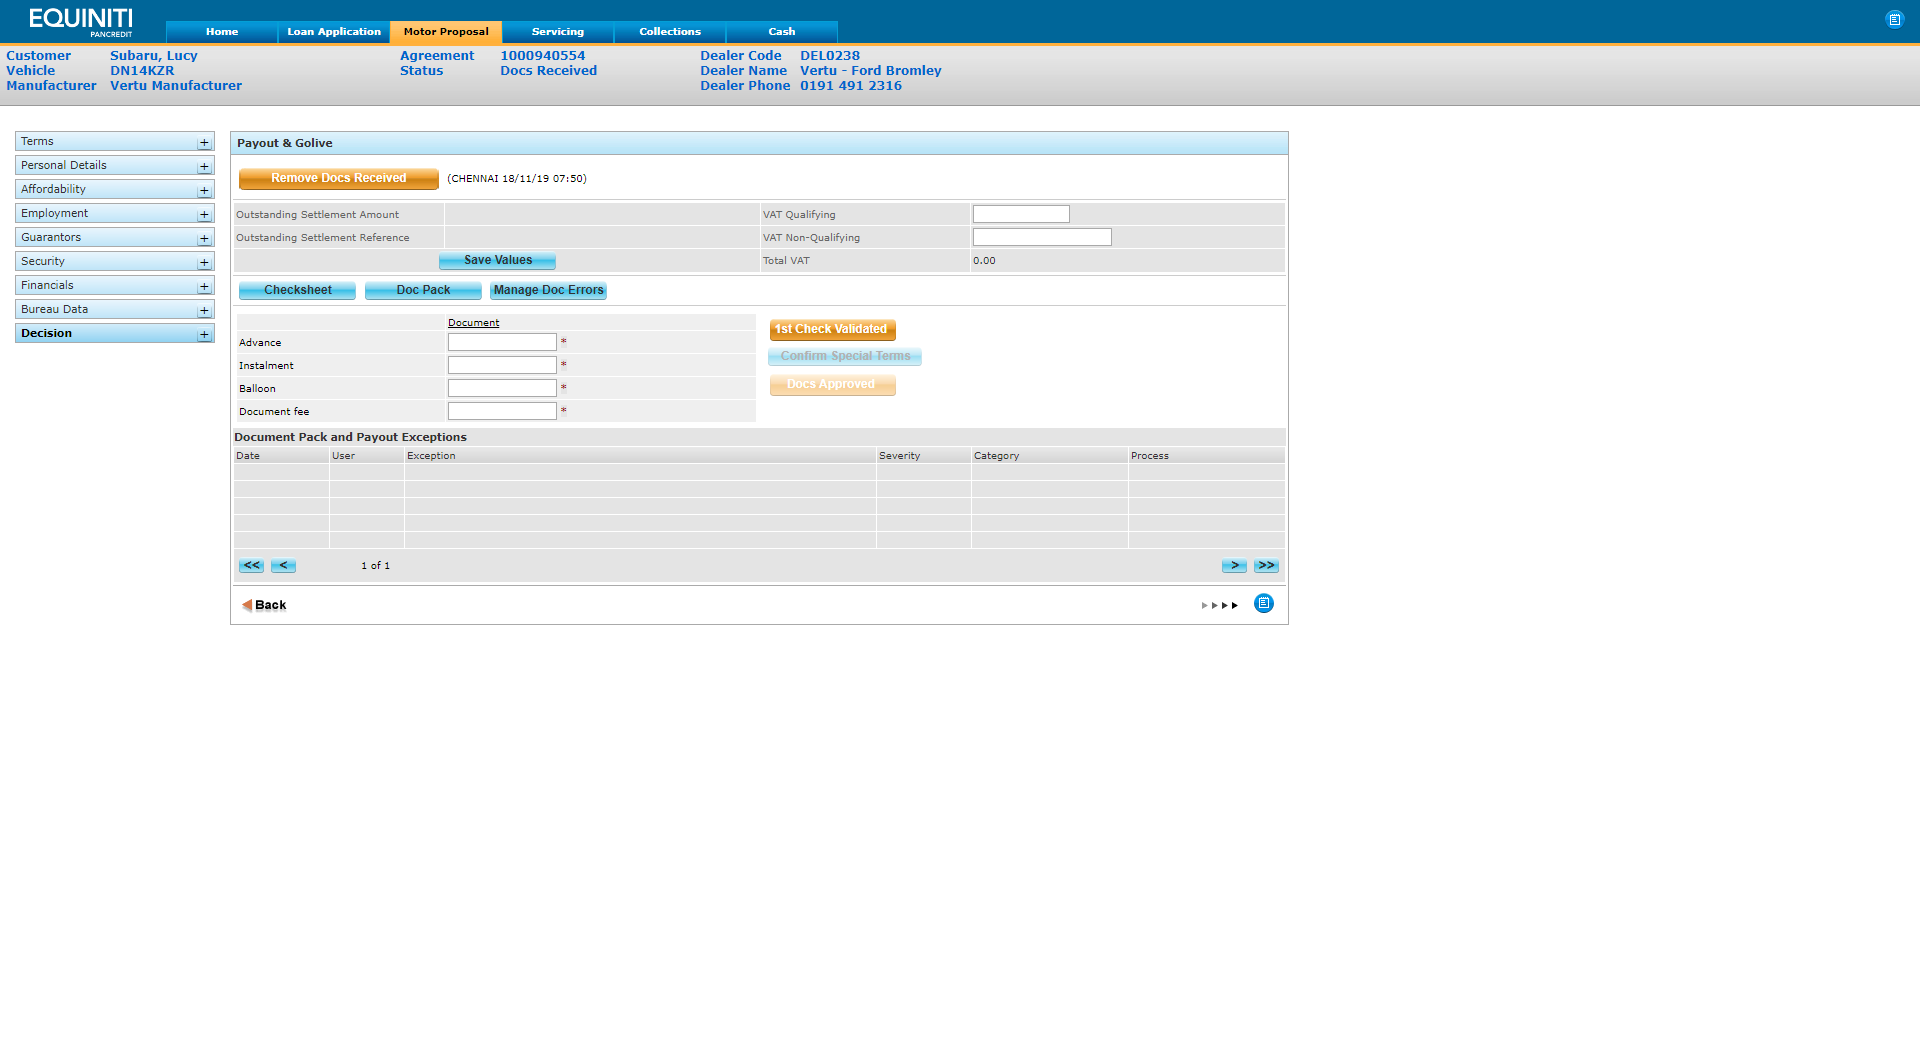 EQUINITI
PANCREDIT
Home Loan Application Motor Proposal Servicing Collections Cash
Customer Subaru, Lucy Agreement 1000940554 Dealer Code DEL0238
Vehicle DN14KZR Status Docs Received Dealer Name Vertu - Ford Bromley
Manufacturer Vertu Manufacturer Dealer Phone 0191 491 2316
Terms +
Personal Details +
Affordability +
Employment +
Guarantors +
Security +
Financials +
Bureau Data +
Decision +
Payout & Golive
Remove Docs Received (CHENNAI 18/11/19 07:50)
Outstanding Settlement Amount VAT Qualifying
Outstanding Settlement Reference VAT Non-Qualifying
Save Values Total VAT 0.00
Checksheet Doc Pack Manage Doc Errors
Document
Advance *
Instalment *
Balloon *
Document fee *
1st Check Validated
Confirm Special Terms
Docs Approved
Document Pack and Payout Exceptions
Date User Exception Severity Category Process
<< < 1 of 1 > >>
Back